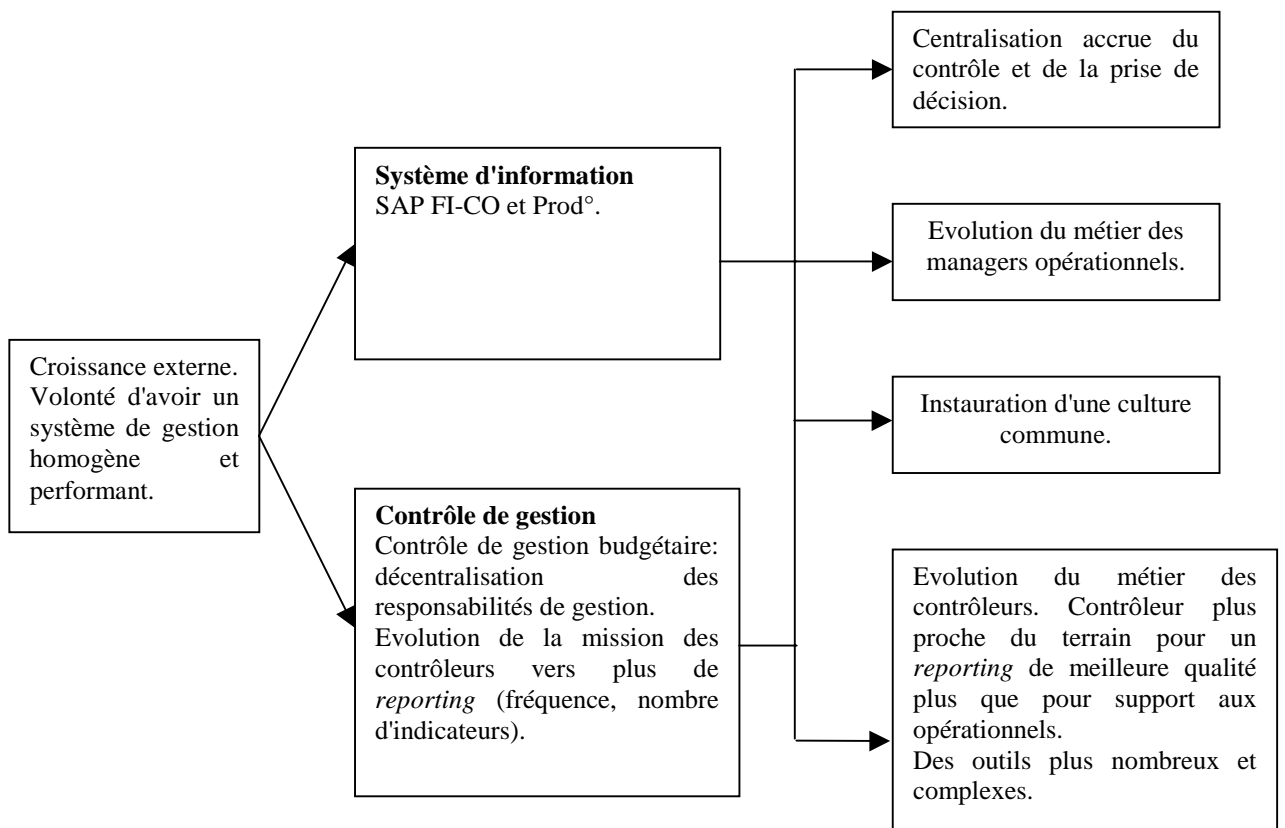 Croissance externe.
Volonté d'avoir un
système de gestion
homogène et
performant.
Système d'information
SAP FI-CO et Prod°.
Contrôle de gestion
Contrôle de gestion budgétaire:
décentralisation des
responsabilités de gestion.
Evolution de la mission des
contrôleurs vers plus de
reporting (fréquence, nombre
d'indicateurs).
Centralisation accrue du
contrôle et de la prise de
décision.
Evolution du métier des
managers opérationnels.
Instauration d'une culture
commune.
Evolution du métier des
contrôleurs. Contrôleur plus
proche du terrain pour un
reporting de meilleure qualité
plus que pour support aux
opérationnels.
Des outils plus nombreux et
complexes.